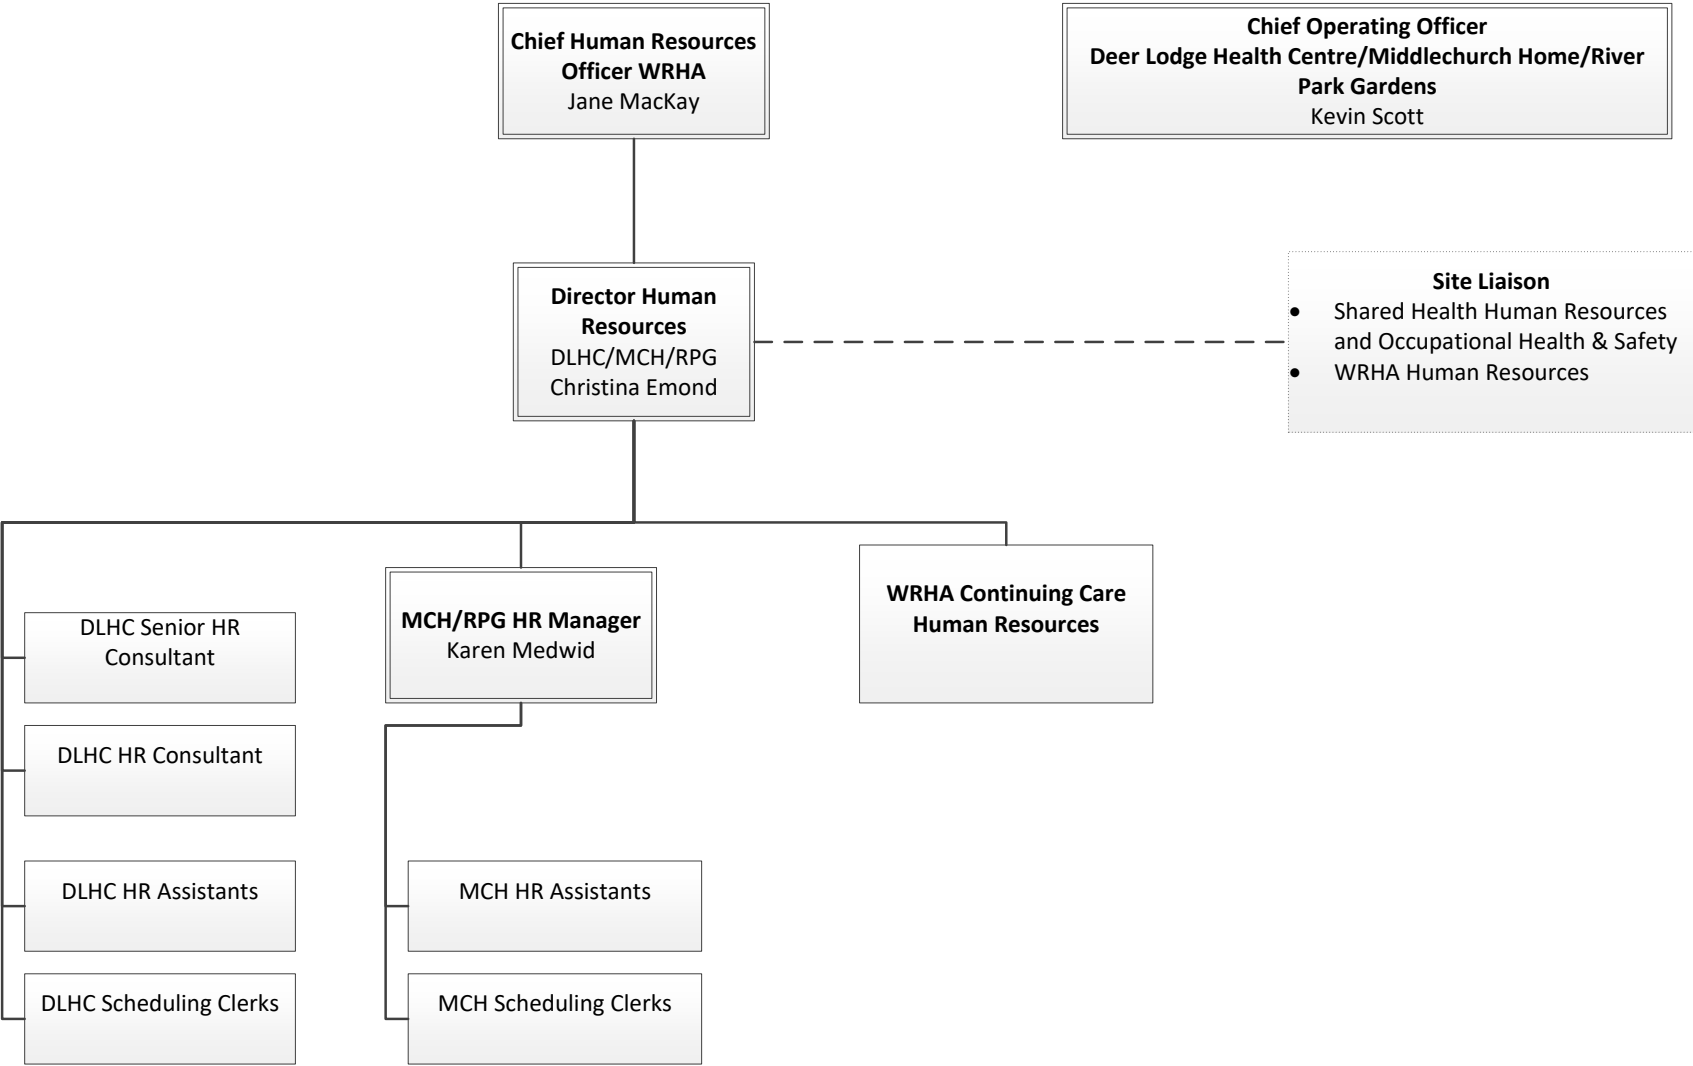 Chief Human Resources
Officer WRHA
Jane MacKay
Chief Operating Officer
Deer Lodge Health Centre/Middlechurch Home/River
Park Gardens
Kevin Scott
Director Human
Resources
DLHC/MCH/RPG
Christina Emond
Site Liaison
• Shared Health Human Resources
and Occupational Health & Safety
• WRHA Human Resources
DLHC Senior HR
Consultant
MCH/RPG HR Manager
Karen Medwid
WRHA Continuing Care
Human Resources
DLHC HR Consultant
DLHC HR Assistants
MCH HR Assistants
DLHC Scheduling Clerks
MCH Scheduling Clerks